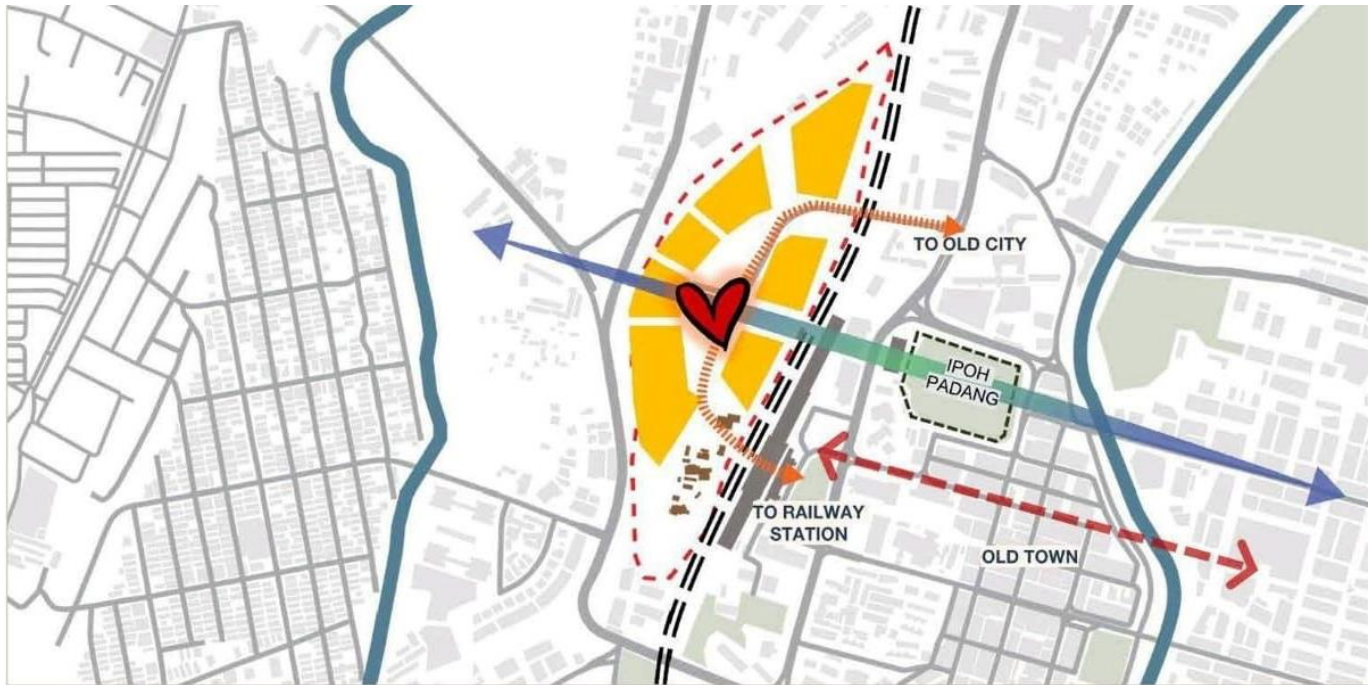 TO OLD CITY
IPOH
PADANG
TO RAILWAY
STATION
OLD TOWN